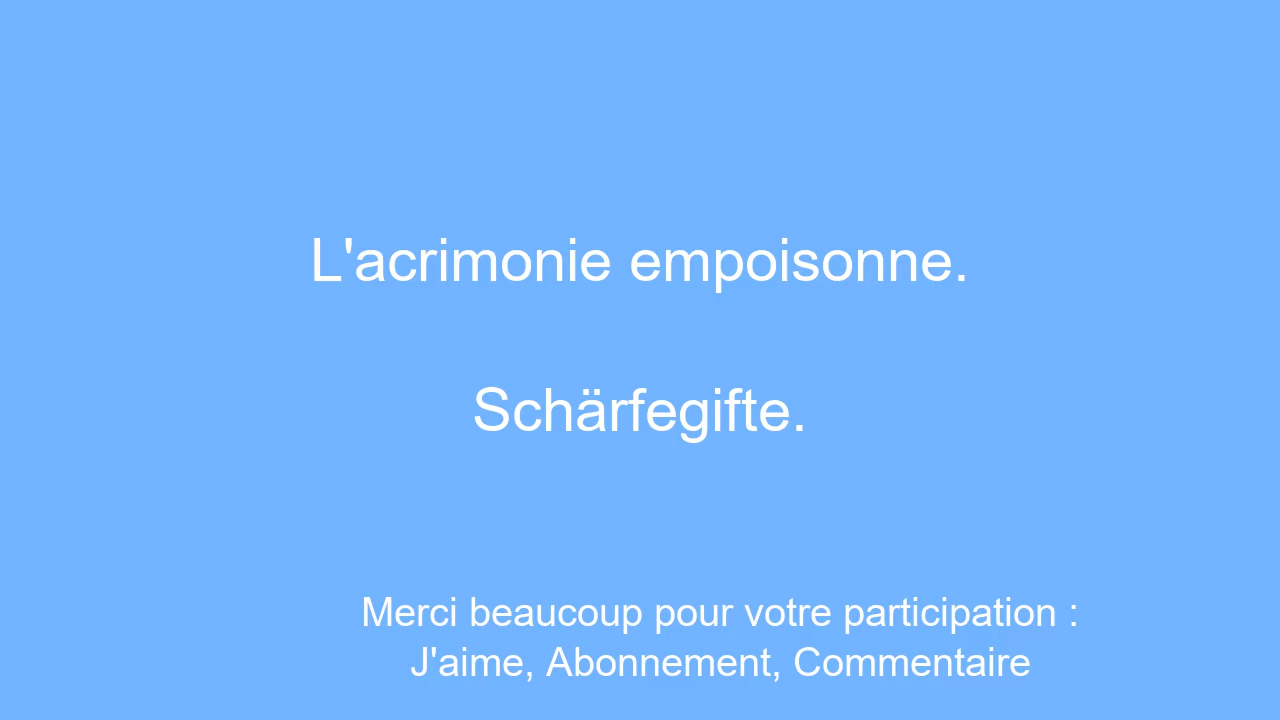 L'acrimonie empoisonne.
Schärfegifte.
Merci beaucoup pour votre participation :
J'aime, Abonnement, Commentaire